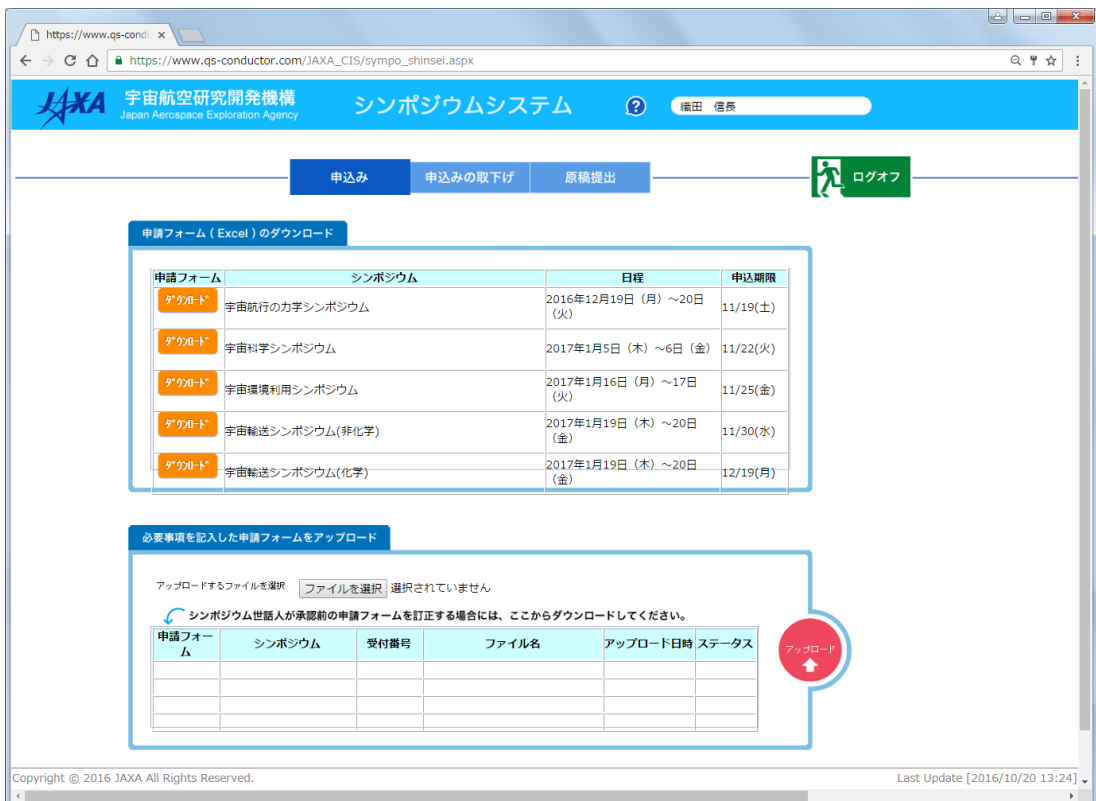 https://www.qs-cond
https://www.qs-conductor.com/JAXA_CIS/sympo_shinsei.aspx
JAXA 宇宙航空研究開発機構
Japan Aerospace Exploration Agency
シンポジウムシステム
?
織田 信長
申込み 申込みの取下げ 原稿提出
ログオフ
申請フォーム ( Excel ) のダウンロード
申請フォーム シンポジウム 日程 申込期限
ﾀﾞｳﾝﾛｰﾄﾞ 宇宙航行の力学シンポジウム 2016年12月19日（月）～20日 11/19(土)
（火）
ﾀﾞｳﾝﾛｰﾄﾞ 宇宙科学シンポジウム 2017年1月5日（木）～6日（金） 11/22(火)
ﾀﾞｳﾝﾛｰﾄﾞ 宇宙環境利用シンポジウム 2017年1月16日（月）～17日 11/25(金)
（火）
ﾀﾞｳﾝﾛｰﾄﾞ 宇宙輸送シンポジウム(非化学) 2017年1月19日（木）～20日 11/30(水)
（金）
ﾀﾞｳﾝﾛｰﾄﾞ 宇宙輸送シンポジウム(化学) 2017年1月19日（木）～20日 12/19(月)
（金）
必要事項を記入した申請フォームをアップロード
アップロードするファイルを選択 ファイルを選択 選択されていません
シンポジウム世話人が承認前の申請フォームを訂正する場合には、ここからダウンロードしてください。
申請フォー シンポジウム 受付番号 ファイル名 アップロード日時 ステータス
ム
アップロード
Copyright © 2016 JAXA All Rights Reserved.
Last Update [2016/10/20 13:24]